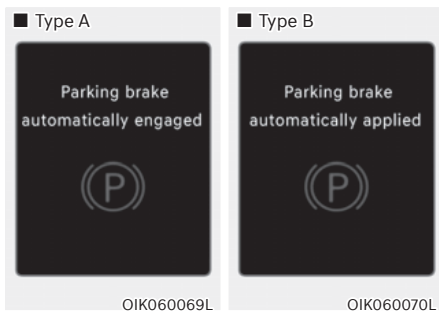 ■ Type A
Parking brake
automatically engaged
P
OIK060069L
■ Type B
Parking brake
automatically applied
P
OIK060070L